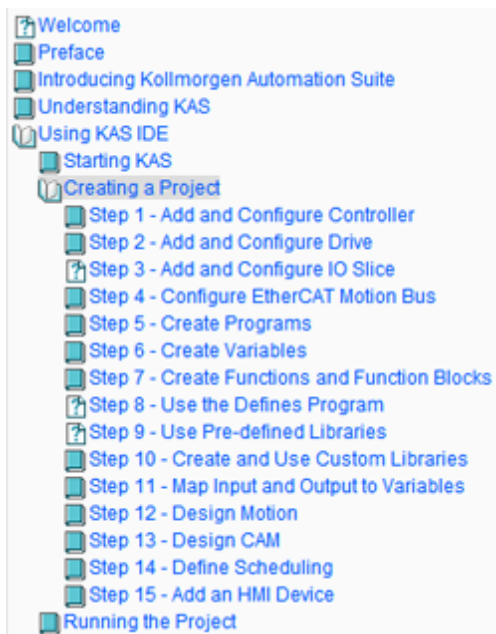 Welcome
Preface
Introducing Kollmorgen Automation Suite
Understanding KAS
Using KAS IDE
Starting KAS
Creating a Project
Step 1 - Add and Configure Controller
Step 2 - Add and Configure Drive
Step 3 - Add and Configure IO Slice
Step 4 - Configure EtherCAT Motion Bus
Step 5 - Create Programs
Step 6 - Create Variables
Step 7 - Create Functions and Function Blocks
Step 8 - Use the Defines Program
Step 9 - Use Pre-defined Libraries
Step 10 - Create and Use Custom Libraries
Step 11 - Map Input and Output to Variables
Step 12 - Design Motion
Step 13 - Design CAM
Step 14 - Define Scheduling
Step 15 - Add an HMI Device
Running the Project